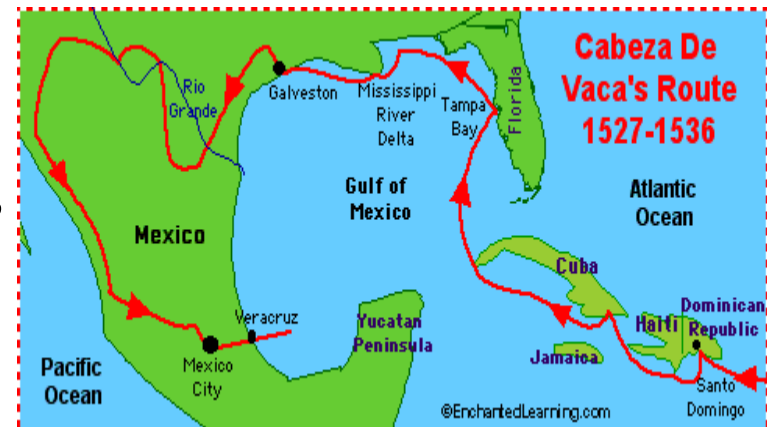 Cabeza De
Vaca's Route
1527-1536
Rio
Grande
Galveston
Mississippi
River
Delta
Tampa
Bay
Florida
Gulf of
Mexico
Atlantic
Ocean
Mexico
Cuba
Veracruz
Yucatan
Peninsula
Haiti
Dominican
Republic
Jamaica
Pacific
Ocean
Mexico
City
Santo
Domingo
©EnchantedLearning.com